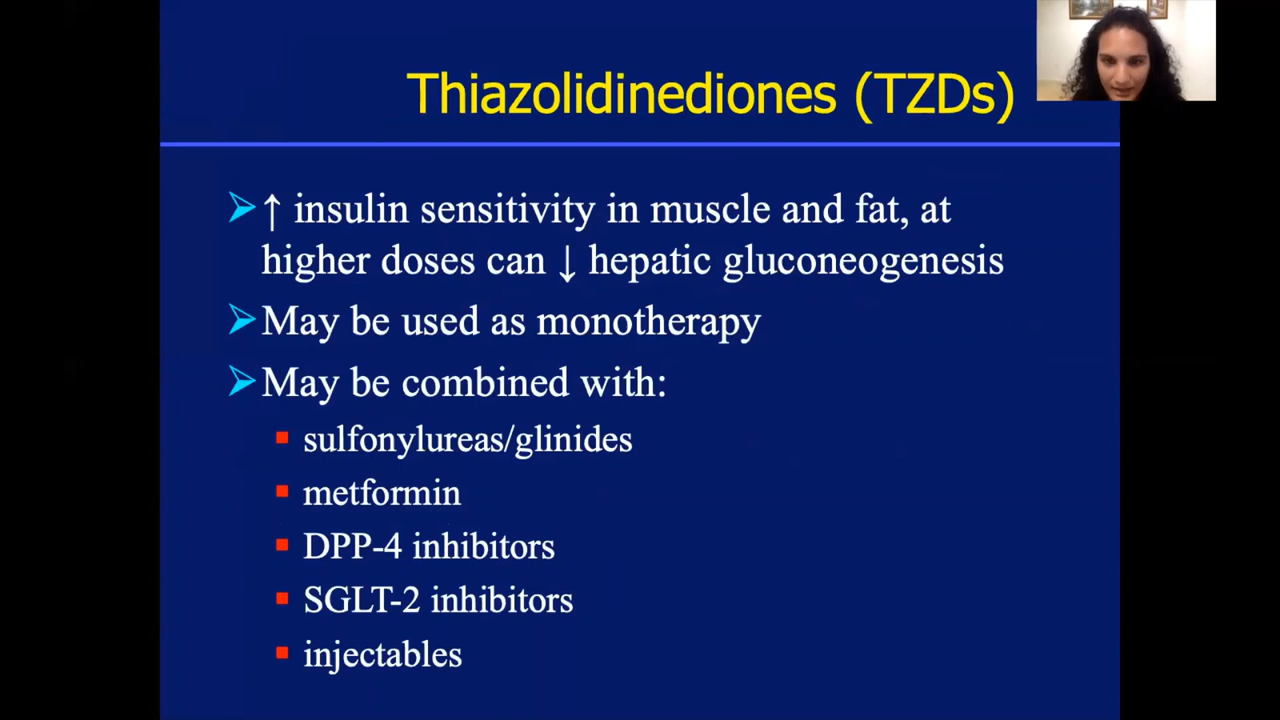 Thiazolidinediones (TZDs)
↑ insulin sensitivity in muscle and fat, at
higher doses can ↓ hepatic gluconeogenesis
May be used as monotherapy
May be combined with:
sulfonylureas/glinides
metformin
DPP-4 inhibitors
SGLT-2 inhibitors
injectables